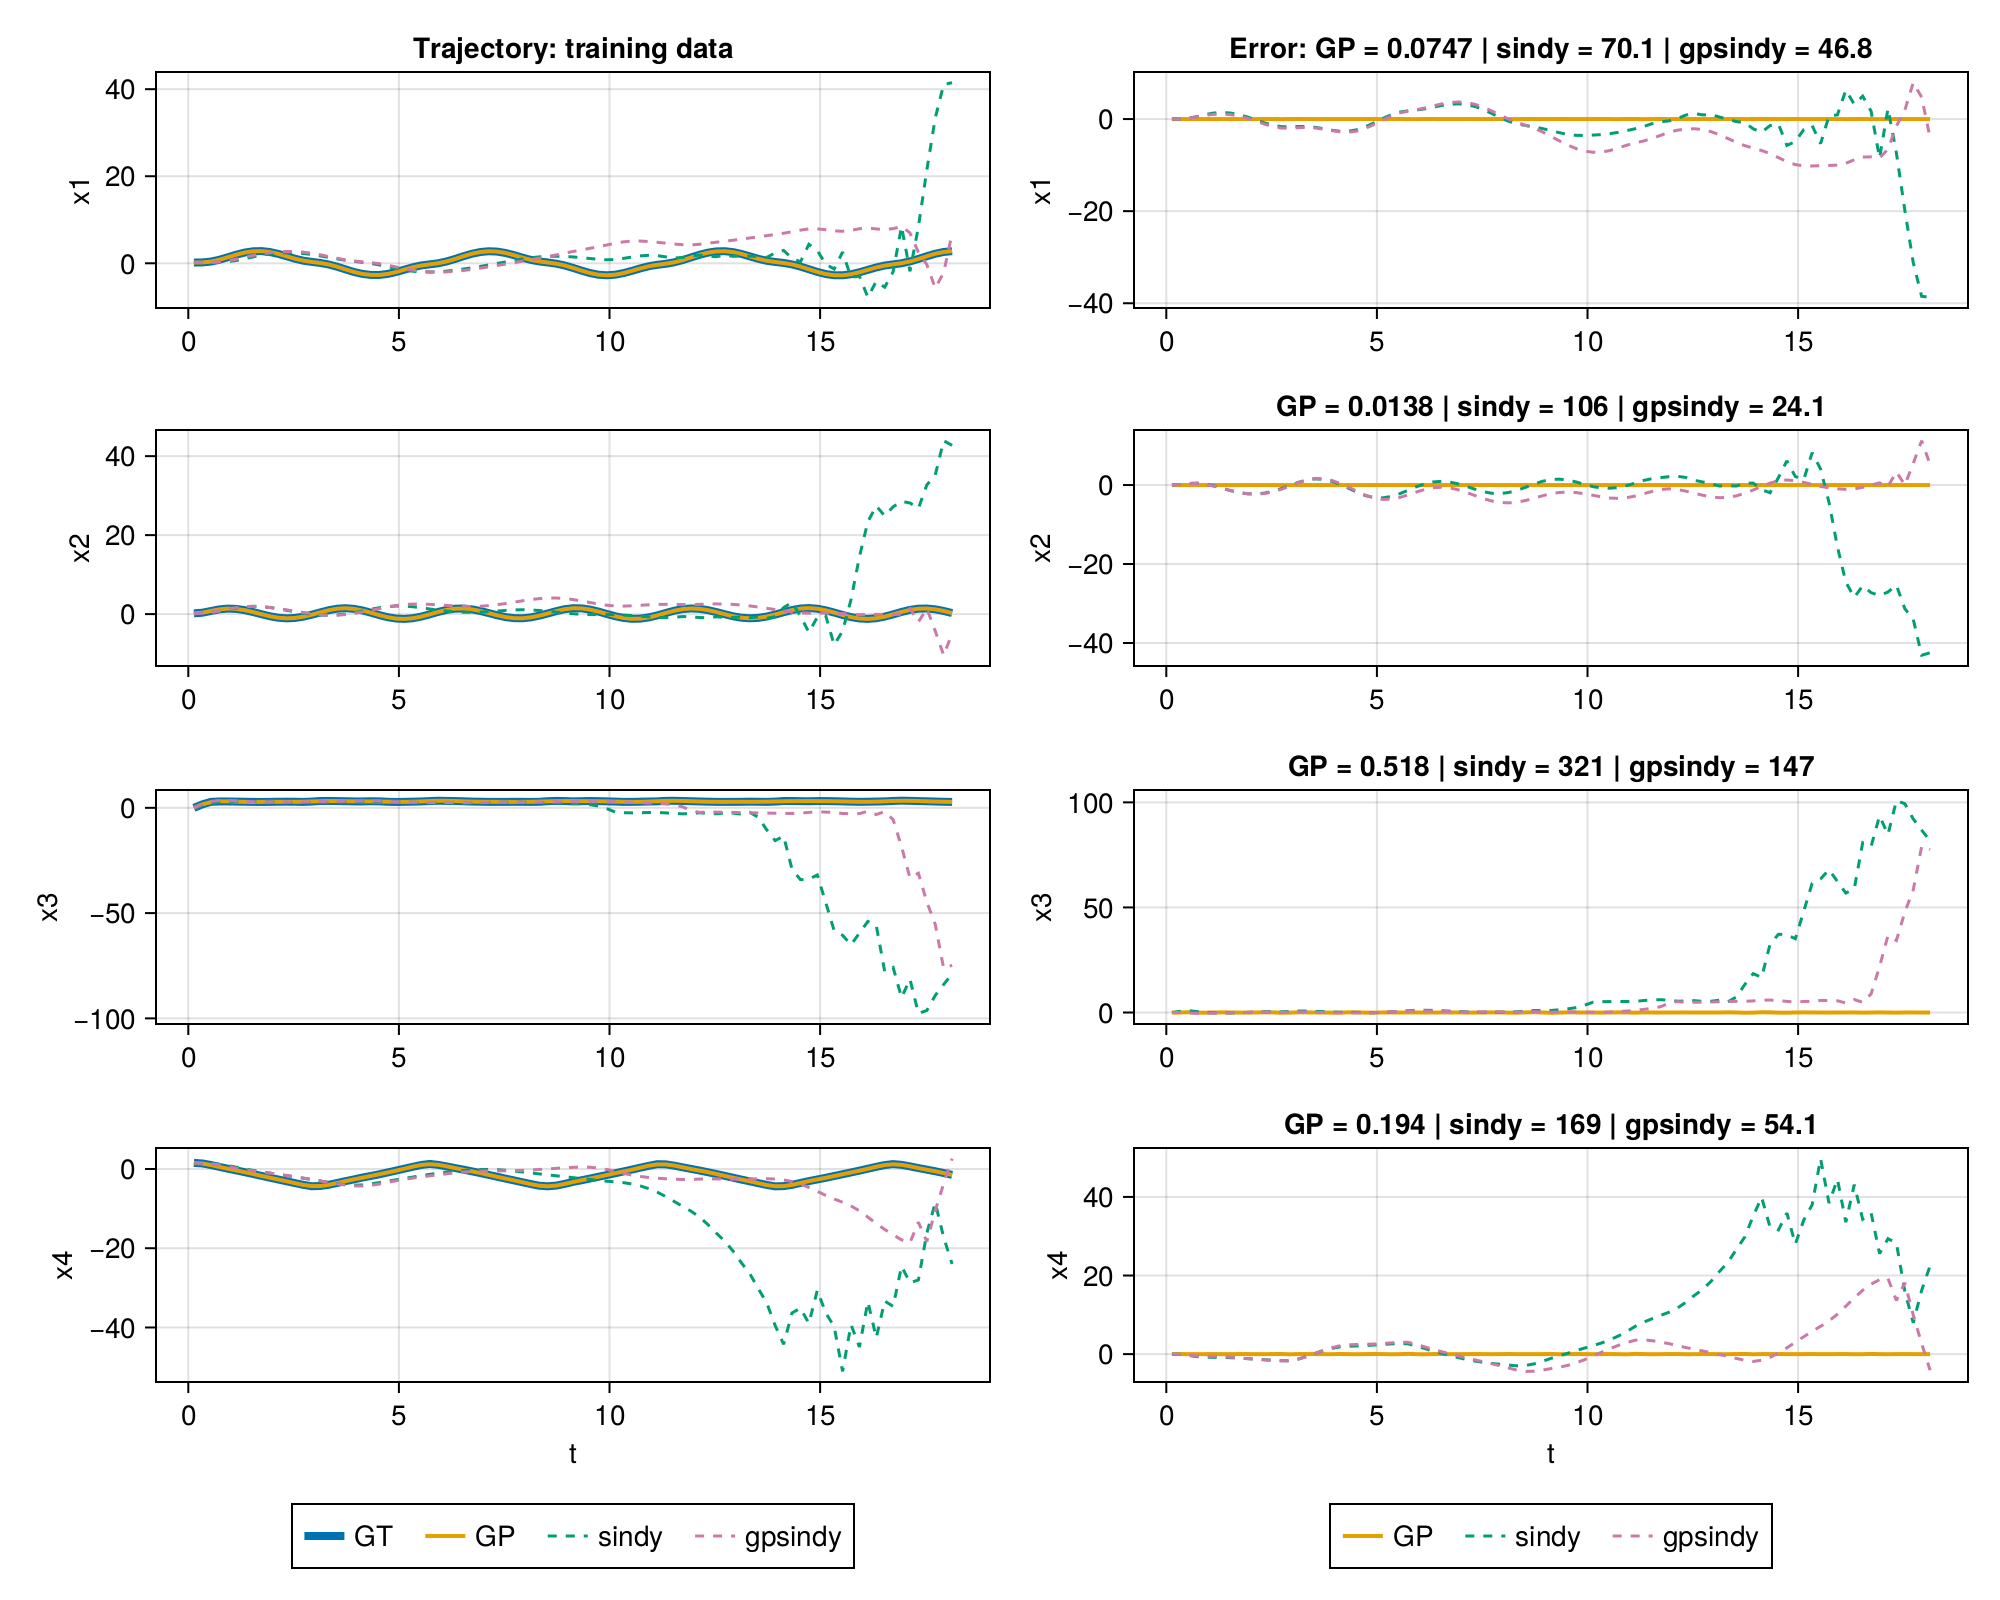 Trajectory: training data
x1
40
20
0
0 5 10 15
Error: GP = 0.0747 | sindy = 70.1 | gpsindy = 46.8
x1
0
−20
−40
0 5 10 15
x2
40
20
0
0 5 10 15
GP = 0.0138 | sindy = 106 | gpsindy = 24.1
x2
0
−20
−40
0 5 10 15
x3
0
−50
−100
0 5 10 15
GP = 0.518 | sindy = 321 | gpsindy = 147
x3
100
50
0
0 5 10 15
x4
0
−20
−40
0 5 10 15
t
GP = 0.194 | sindy = 169 | gpsindy = 54.1
x4
40
20
0
0 5 10 15
t
GT GP sindy gpsindy
GP sindy gpsindy